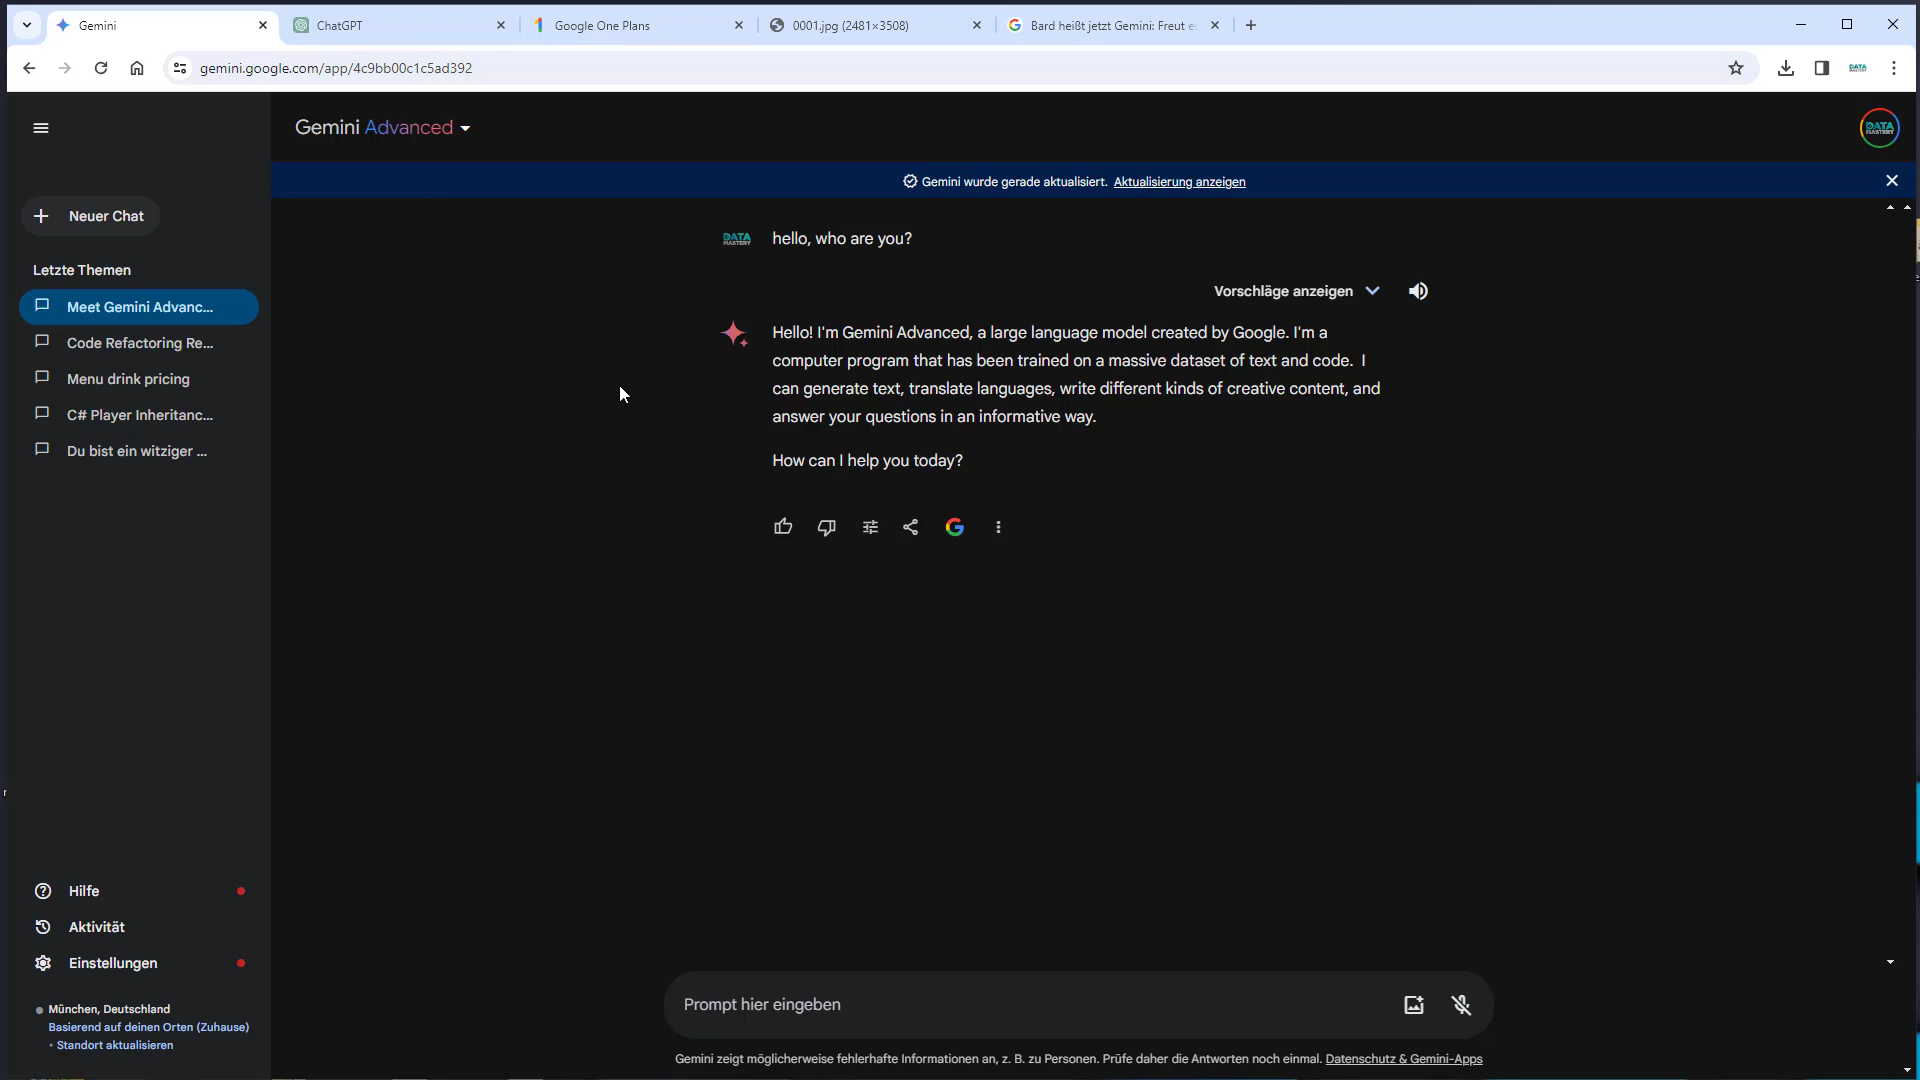 Gemini
ChatGPT
Google One Plans
0001.jpg (2481×3508)
Bard heißt jetzt Gemini: Freut e
gemini.google.com/app/4c9bb00c1c5ad392
DATA
Gemini Advanced
DATA
MASTERY
Gemini wurde gerade aktualisiert. Aktualisierung anzeigen
Neuer Chat
Letzte Themen
Meet Gemini Advanc...
Code Refactoring Re...
Menu drink pricing
C# Player Inheritanc...
Du bist ein witziger ...
Hilfe
Aktivität
Einstellungen
München, Deutschland
Basierend auf deinen Orten (Zuhause)
• Standort aktualisieren
DATA
MASTERY
hello, who are you?
Vorschläge anzeigen
Hello! I'm Gemini Advanced, a large language model created by Google. I'm a
computer program that has been trained on a massive dataset of text and code. I
can generate text, translate languages, write different kinds of creative content, and
answer your questions in an informative way.
How can I help you today?
Prompt hier eingeben
Gemini zeigt möglicherweise fehlerhafte Informationen an, z. B. zu Personen. Prüfe daher die Antworten noch einmal. Datenschutz & Gemini-Apps